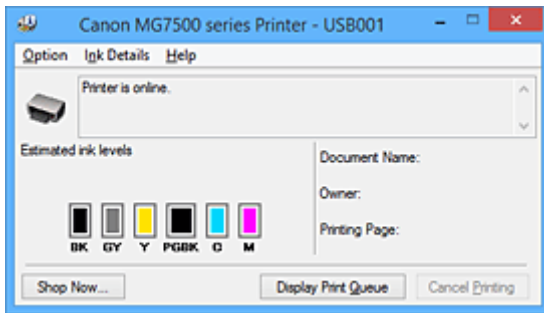 Canon MG7500 series Printer - USB001
Option Ink Details Help
Printer is online.
Estimated ink levels
Document Name:
Owner:
Printing Page:
BK GY Y PGBK C M
Shop Now... Display Print Queue Cancel Printing